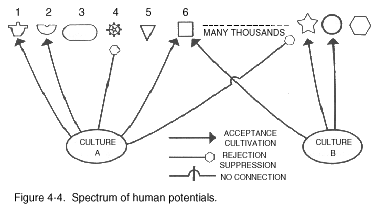 1 2 3 4 5 6
MANY THOUSANDS
CULTURE
A
ACCEPTANCE
CULTIVATION
REJECTION
SUPPRESSION
NO CONNECTION
CULTURE
B
Figure 4-4. Spectrum of human potentials.